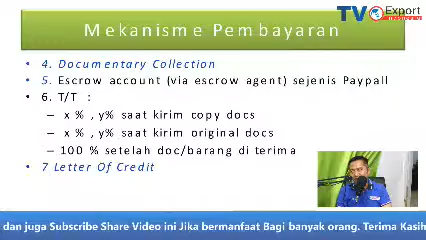 TVO Export
Mekanisme Pembayaran
• 4. Documentary Collection
• 5. Escrow account (via escrow agent) sejenis Paypall
• 6. T/T :
– x % , y% saat kirim copy docs
– x %, y% saat kirim original docs
– 100 % setelah doc/barang di terima
• 7 Letter Of Credit
dan juga Subscribe Share Video ini Jika bermanfaat Bagi banyak orang. Terima Kasih